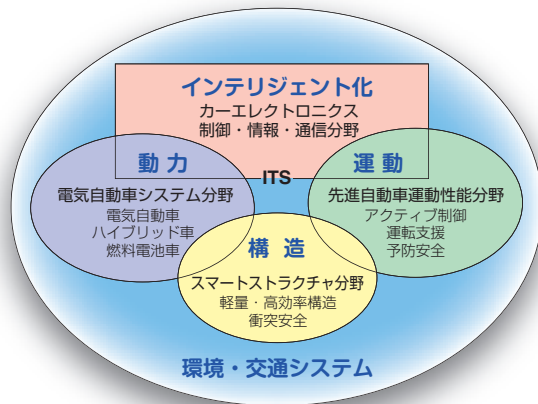 インテリジェント化
カーエレクトロニクス
制御・情報・通信分野
動力
運動
ITS
電気自動車システム分野
電気自動車
ハイブリッド車
燃料電池車
先進自動車運動性能分野
アクティブ制御
運転支援
予防安全
構造
スマートストラクチャ分野
軽量・高効率構造
衝突安全
環境・交通システム